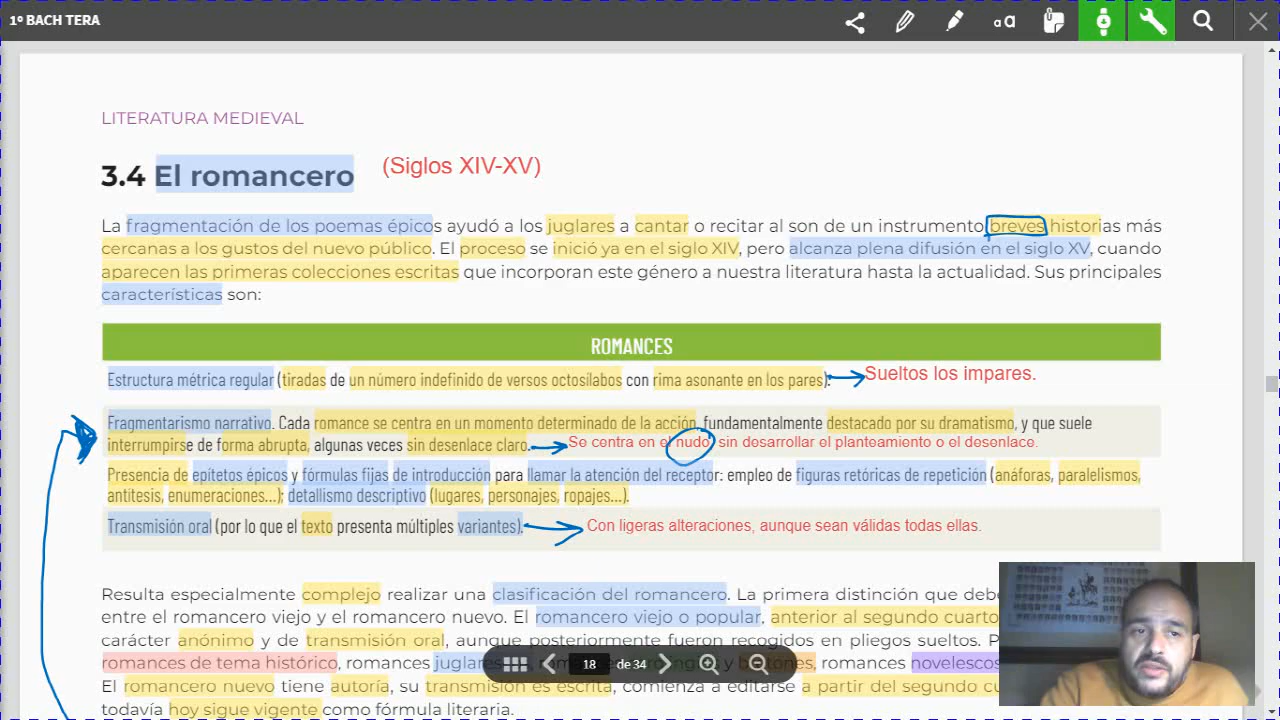 1º BACH TERA
aA
LITERATURA MEDIEVAL
3.4 El romancero (Siglos XIV-XV)
La fragmentación de los poemas épicos ayudó a los juglares a cantar o recitar al son de un instrumento breves historias más
cercanas a los gustos del nuevo público. El proceso se inició ya en el siglo XIV, pero alcanza plena difusión en el siglo XV, cuando
aparecen las primeras colecciones escritas que incorporan este género a nuestra literatura hasta la actualidad. Sus principales
características son:
ROMANCES
Estructura métrica regular (tiradas de un número indefinido de versos octosílabos con rima asonante en los pares). Sueltos los impares.
Fragmentarismo narrativo. Cada romance se centra en un momento determinado de la acción, fundamentalmente destacado por su dramatismo, y que suele
interrumpirse de forma abrupta, algunas veces sin desenlace claro. Se centra en el nudo, sin desarrollar el planteamiento o el desenlace.
Presencia de epítetos épicos y fórmulas fijas de introducción para llamar la atención del receptor: empleo de figuras retóricas de repetición (anáforas, paralelismos,
antítesis, enumeraciones...); detallismo descriptivo (lugares, personajes, ropajes...).
Transmisión oral (por lo que el texto presenta múltiples variantes). Con ligeras alteraciones, aunque sean válidas todas ellas.
Resulta especialmente complejo realizar una clasificación del romancero. La primera distinción que
entre el romancero viejo y el romancero nuevo. El romancero viejo o popular, anterior al segundo cuarto
carácter anónimo y de transmisión oral, aunque posteriormente fueron recogidos en pliegos sueltos.
romances de tema histórico, romances romances novelescos
El romancero nuevo tiene autoría, su transmisión es escrita, comienza a editarse a partir del segundo
todavía hoy sigue vigente como fórmula literaria.
18 de 34